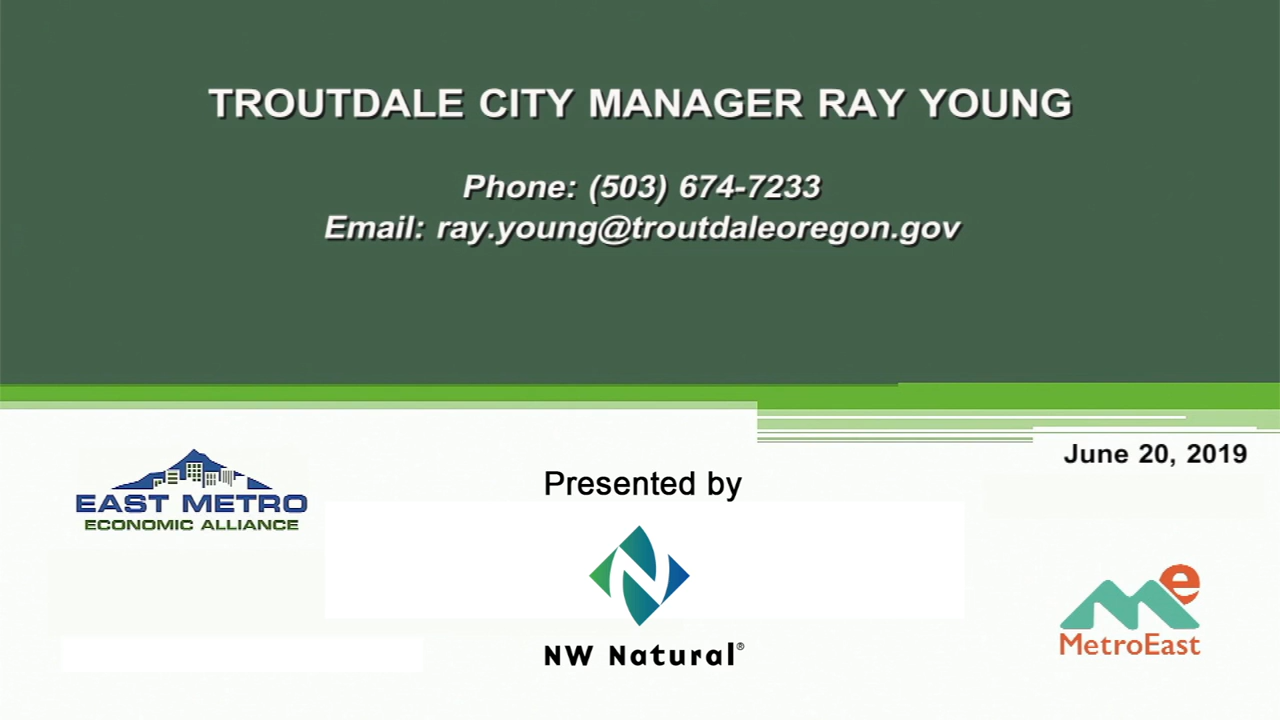 TROUTDALE CITY MANAGER RAY YOUNG
Phone: (503) 674-7233
Email: ray.young@troutdaleoregon.gov
June 20, 2019
EAST METRO
ECONOMIC ALLIANCE
Presented by
N
NW Natural®
Me
MetroEast